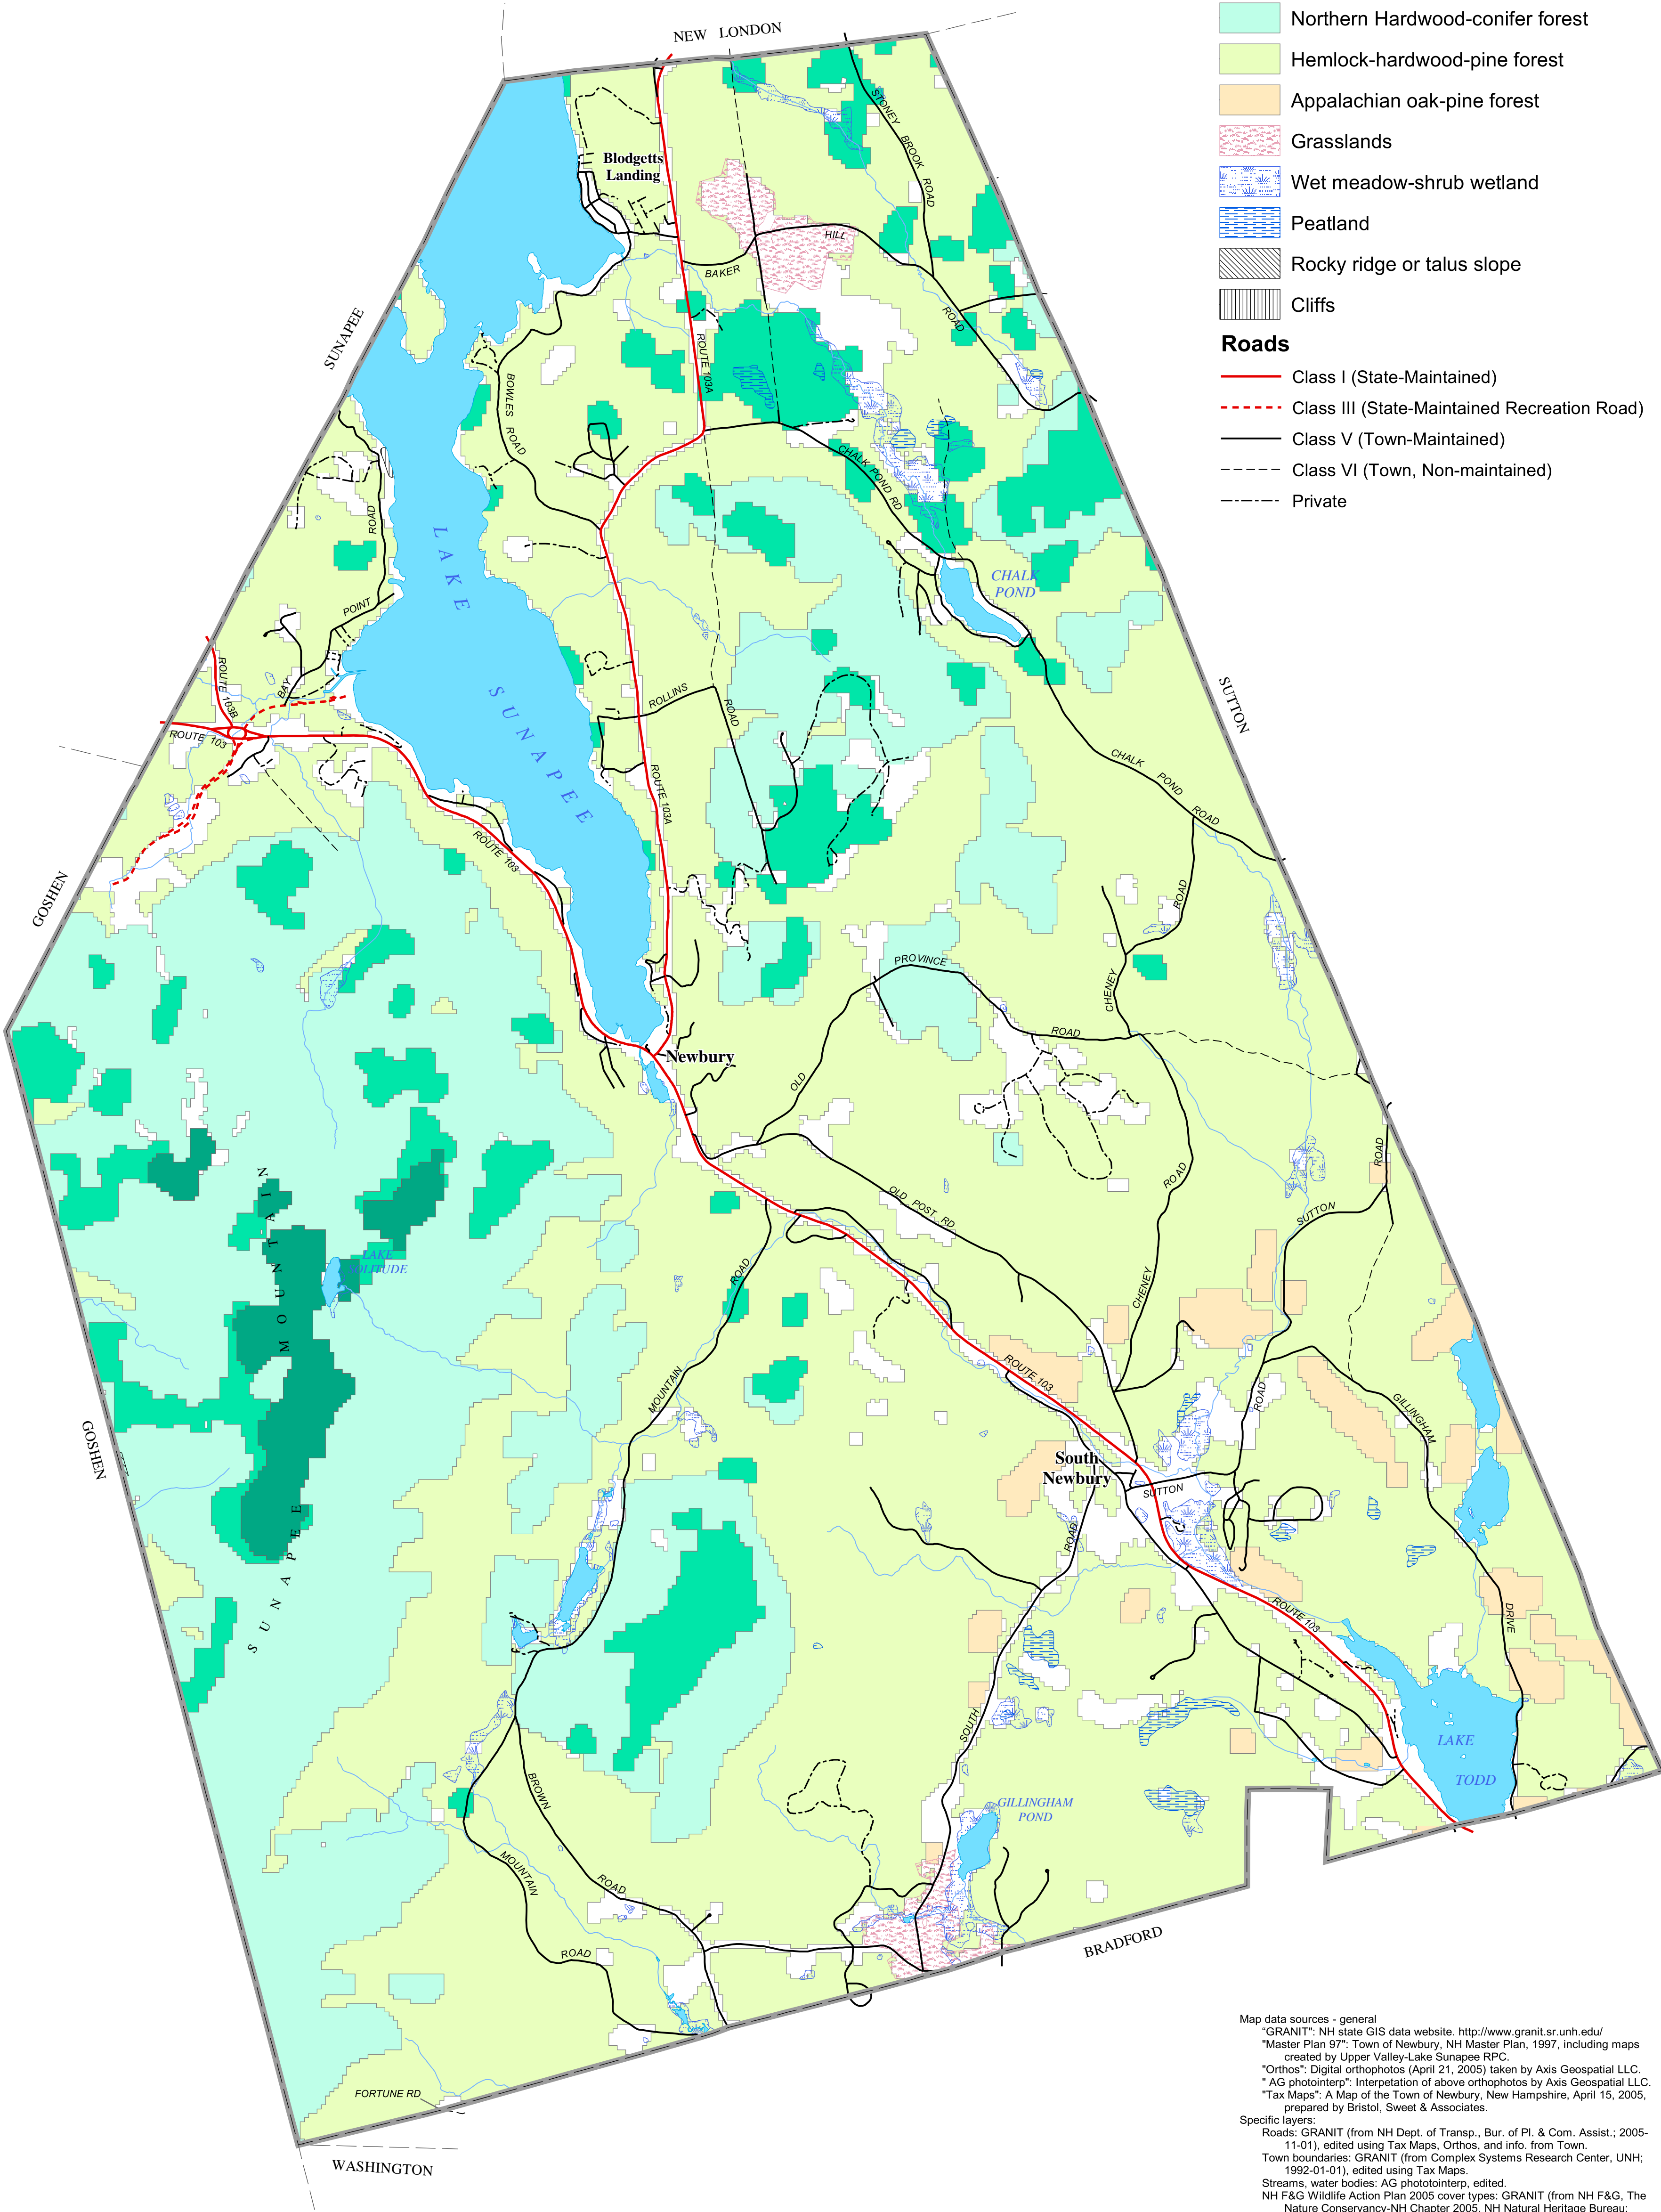 NEW LONDON
Northern Hardwood-conifer forest
Hemlock-hardwood-pine forest
Appalachian oak-pine forest
Grasslands
Wet meadow-shrub wetland
Peatland
Rocky ridge or talus slope
Cliffs
Roads
Class I (State-Maintained)
Class III (State-Maintained Recreation Road)
Class V (Town-Maintained)
Class VI (Town, Non-maintained)
Private
STONEY BROOK ROAD
Blodgetts
Landing
BAKER HILL ROAD
SUNAPEE
ROUTE 103A
BOWLES ROAD
CHALK POND RD
LAKE SUNAPEE
CHALK
POND
BAY POINT ROAD
ROUTE 103B
ROUTE 103
ROLLINS ROAD
SUTTON
ROUTE 103A
CHALK POND ROAD
ROUTE 103
GOSHEN
CHENEY ROAD
OLD PROVINCE ROAD
Newbury
SUNAPEE MOUNTAIN
LAKE
SOLITUDE
OLD POST RD
CHENEY ROAD
SUTTON ROAD
MOUNTAIN ROAD
ROUTE 103
GOSHEN
GILLINGHAM DRIVE
South
Newbury
SUTTON ROAD
SOUTH ROAD
ROUTE 103
LAKE
TODD
GILLINGHAM
POND
BROWN ROAD
MOUNTAIN ROAD
BRADFORD
FORTUNE RD
WASHINGTON
Map data sources - general
"GRANIT": NH state GIS data website. http://www.granit.sr.unh.edu/
"Master Plan 97": Town of Newbury, NH Master Plan, 1997, including maps
created by Upper Valley-Lake Sunapee RPC.
"Orthos": Digital orthophotos (April 21, 2005) taken by Axis Geospatial LLC.
" AG photointerp": Interpetation of above orthophotos by Axis Geospatial LLC.
"Tax Maps": A Map of the Town of Newbury, New Hampshire, April 15, 2005,
prepared by Bristol, Sweet & Associates.
Specific layers:
Roads: GRANIT (from NH Dept. of Transp., Bur. of Pl. & Com. Assist.; 2005-
11-01), edited using Tax Maps, Orthos, and info. from Town.
Town boundaries: GRANIT (from Complex Systems Research Center, UNH;
1992-01-01), edited using Tax Maps.
Streams, water bodies: AG phototointerp, edited.
NH F&G Wildlife Action Plan 2005 cover types: GRANIT (from NH F&G, The
Nature Conservancy-NH Chapter 2005, NH Natural Heritage Bureau;